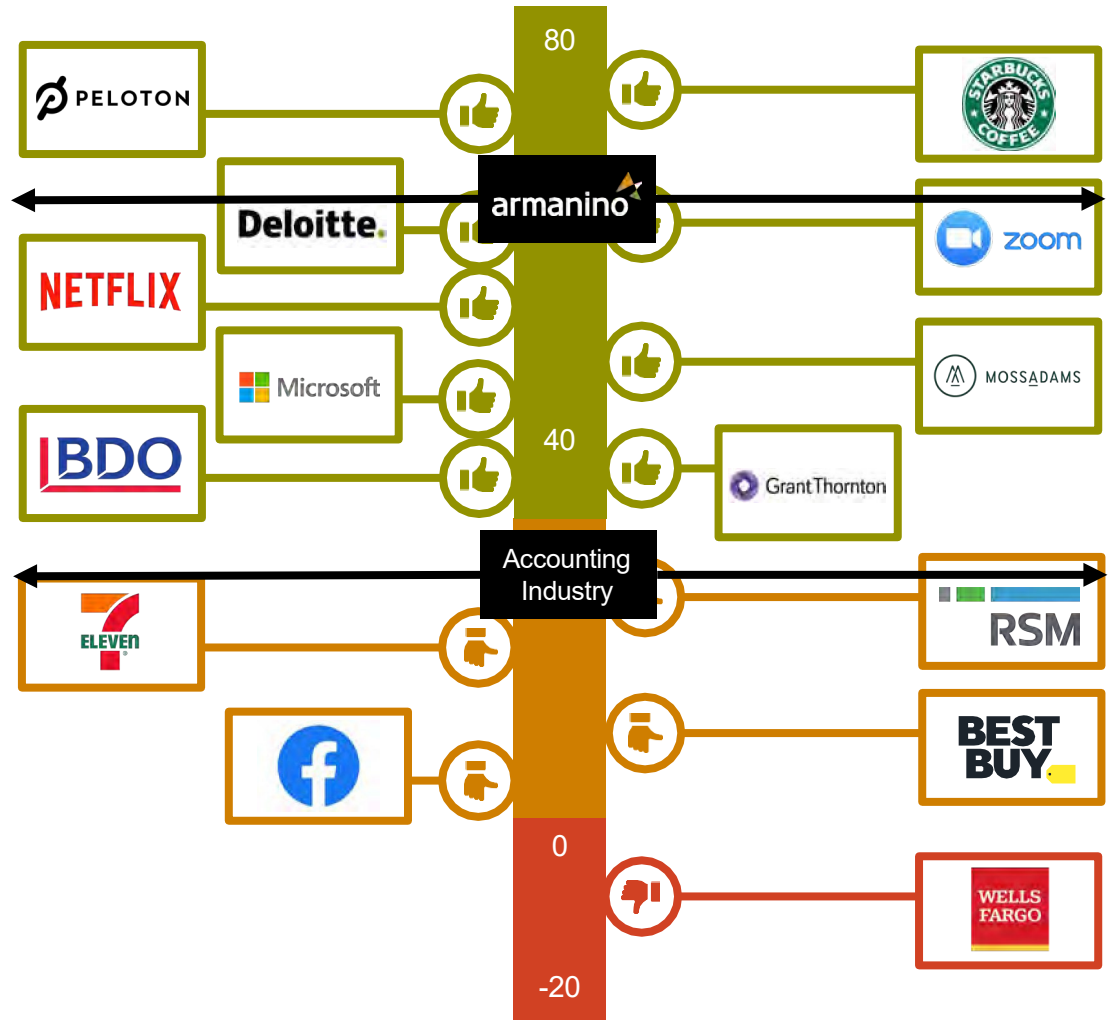 80
PELOTON
STARBUCKS
COFFEE
armanino
Deloitte.
zoom
NETFLIX
Microsoft
MOSSADAMS
BDO
40
GrantThornton
Accounting
Industry
7
ELEVEN
®
RSM
BEST
BUY
f
0
WELLS
FARGO
-20